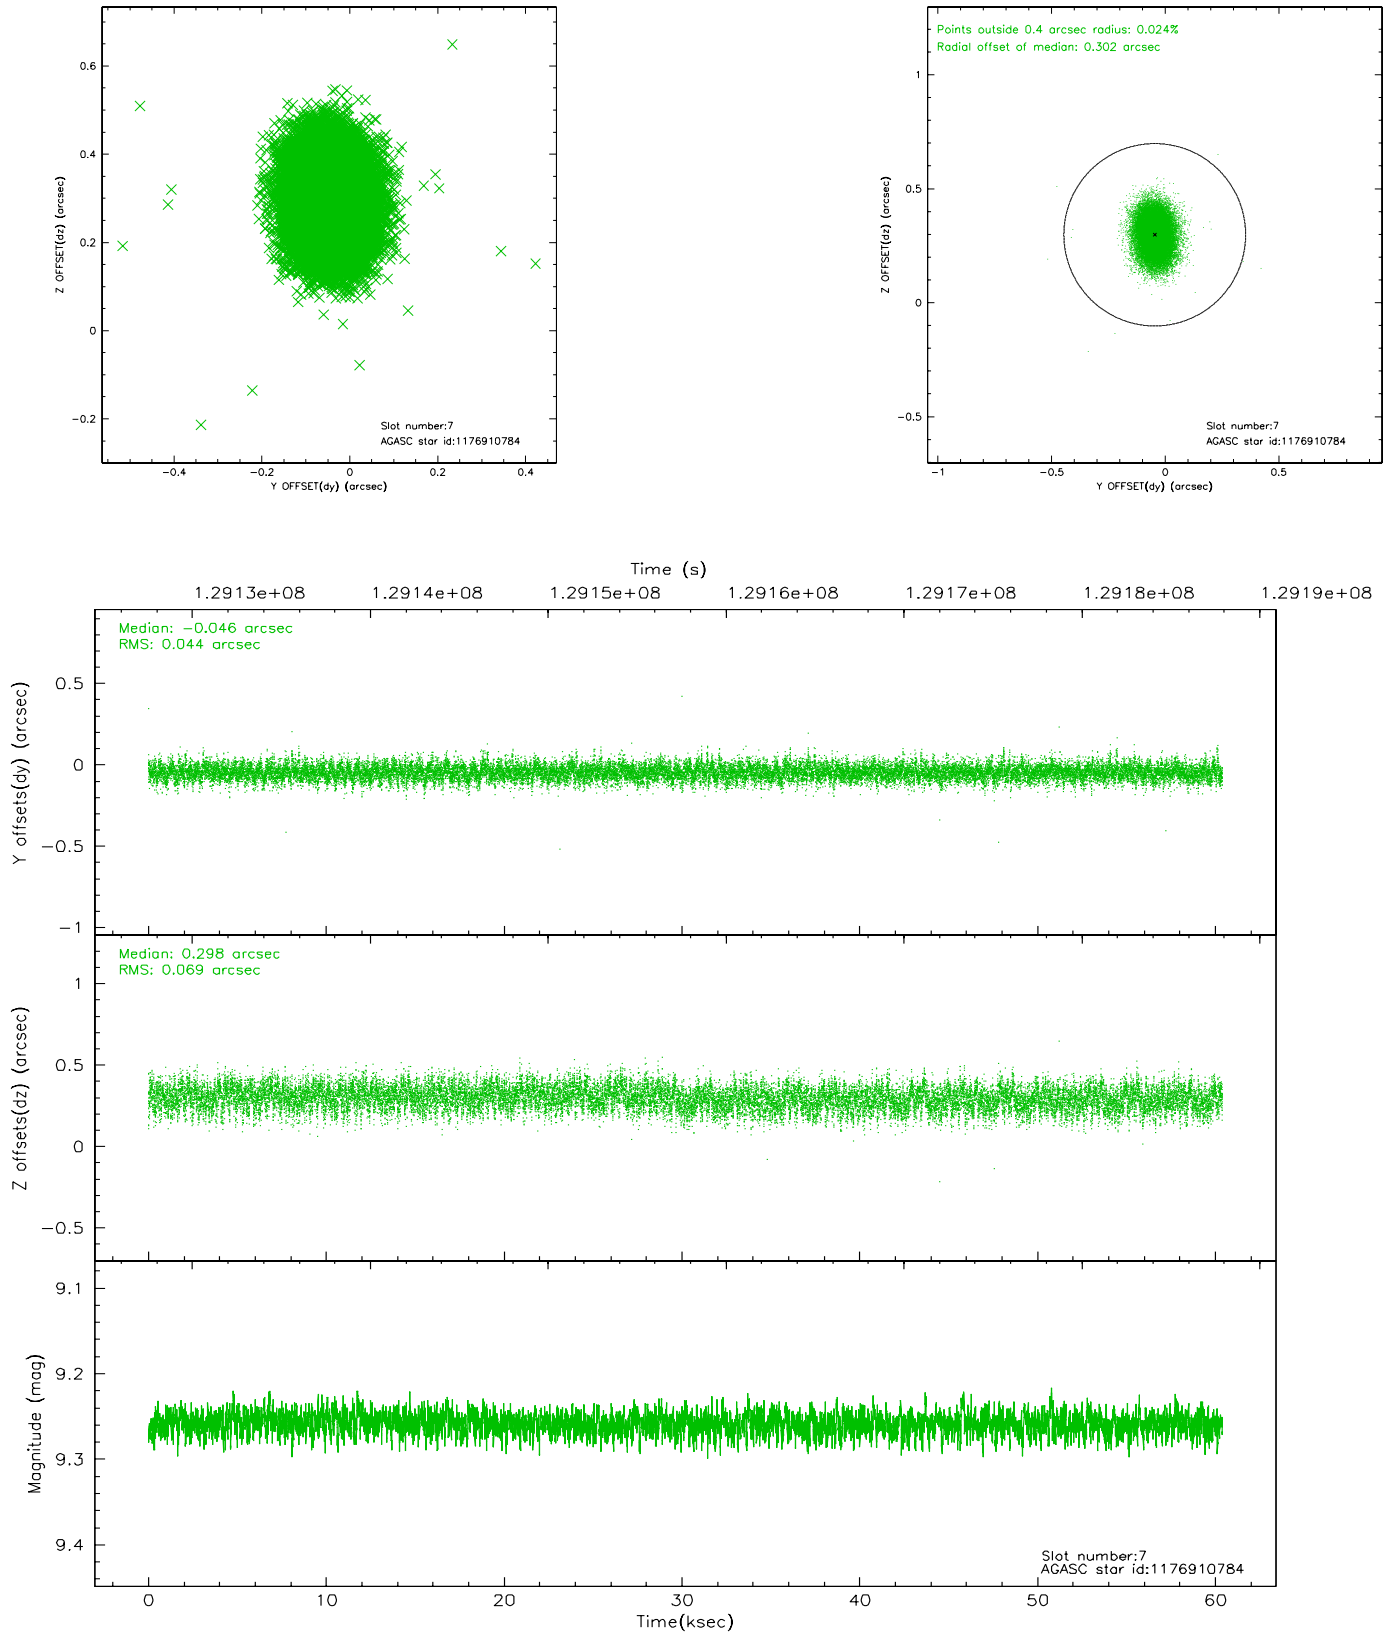 0.6
0.4
0.2
0
−0.2
Z OFFSET(dz) (arcsec)
Slot number:7
AGASC star id:1176910784
−0.4
−0.2
0
0.2
0.4
Y OFFSET(dy) (arcsec)
Points outside 0.4 arcsec radius: 0.024%
Radial offset of median: 0.302 arcsec
1
0.5
0
−0.5
Z OFFSET(dz) (arcsec)
Slot number:7
AGASC star id:1176910784
−1
−0.5
0
0.5
Y OFFSET(dy) (arcsec)
Time (s)
1.2913e+08
1.2914e+08
1.2915e+08
1.2916e+08
1.2917e+08
1.2918e+08
1.2919e+08
Median: −0.046 arcsec
RMS: 0.044 arcsec
0.5
0
−0.5
−1
Y offsets(dy) (arcsec)
Median: 0.298 arcsec
RMS: 0.069 arcsec
1
0.5
0
−0.5
Z offsets(dz) (arcsec)
9.1
9.2
9.3
9.4
Magnitude (mag)
Slot number:7
AGASC star id:1176910784
0
10
20
30
40
50
60
Time(ksec)